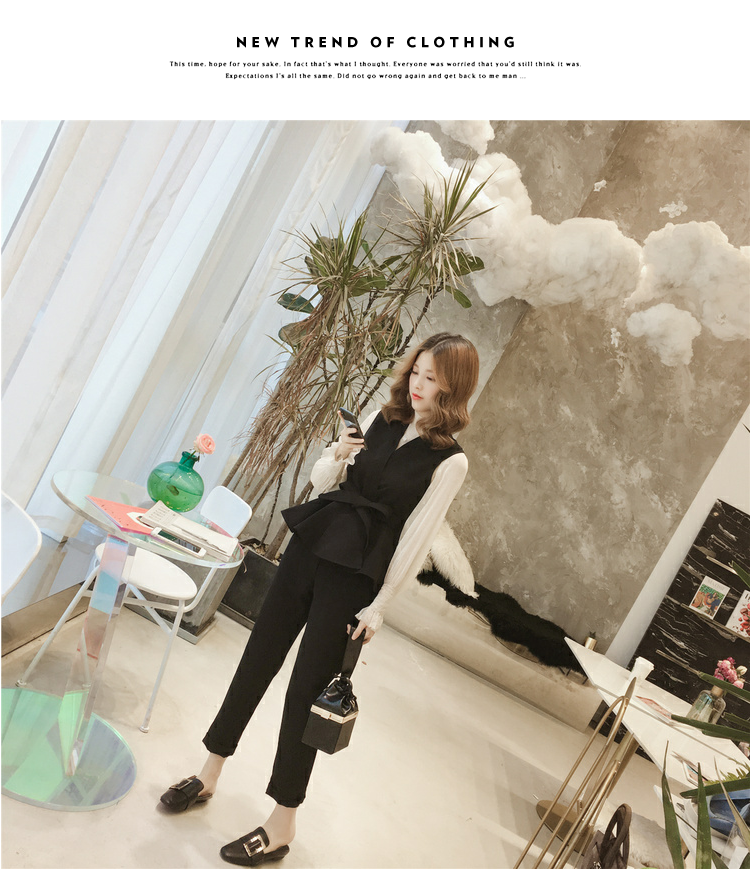 NEW TREND OF CLOTHING
This time, hope for your sake. In fact that's what I thought. Everyone was worried that you'd still think it was.
Expectations I's all the same. Did not go wrong again and get back to me man ...